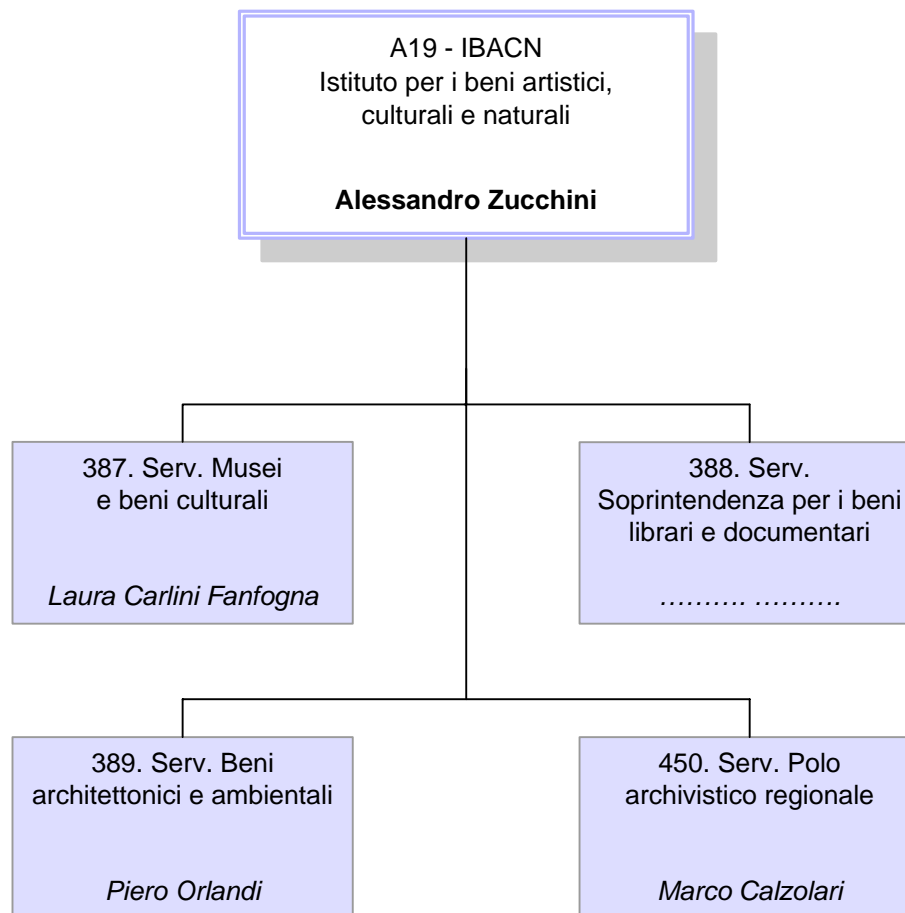 A19 - IBACN
Istituto per i beni artistici,
culturali e naturali
Alessandro Zucchini
387. Serv. Musei
e beni culturali
Laura Carlini Fanfogna
388. Serv.
Soprintendenza per i beni
librari e documentari
………. ……….
389. Serv. Beni
architettonici e ambientali
Piero Orlandi
450. Serv. Polo
archivistico regionale
Marco Calzolari